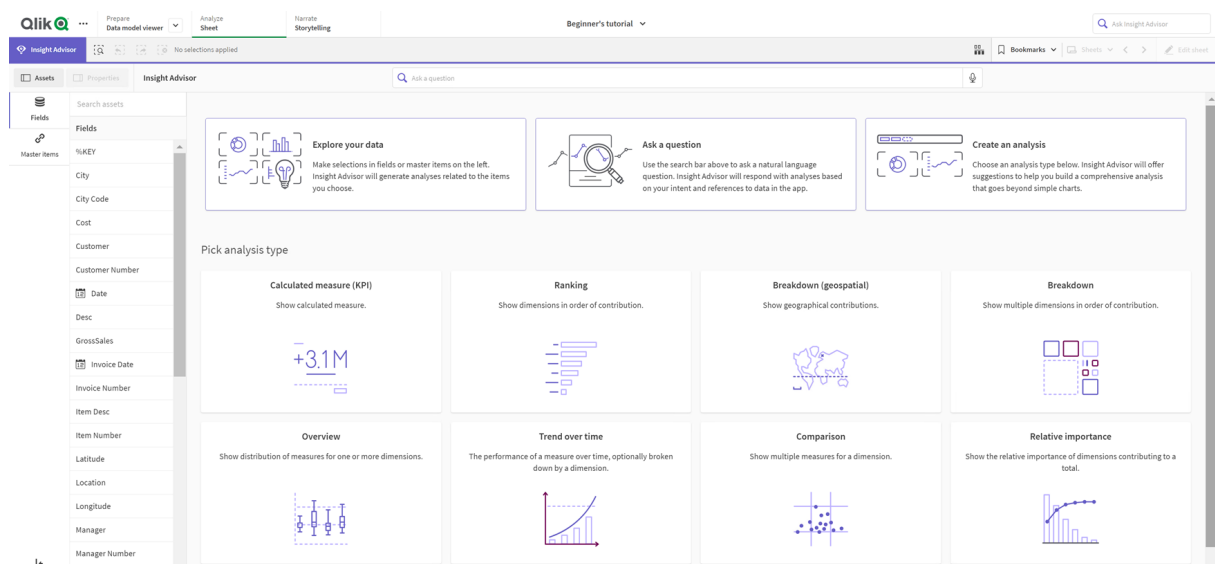 Qlik
Prepare
Data model viewer
Analyze
Sheet
Narrate
Storytelling
Beginner's tutorial
Ask Insight Advisor
Insight Advisor
No selections applied
Bookmarks
Sheets
Edit sheet
Assets
Properties
Insight Advisor
Ask a question
Fields
Master items
Search assets
Fields
%KEY
City
City Code
Cost
Customer
Customer Number
Date
Desc
GrossSales
Invoice Date
Invoice Number
Item Desc
Item Number
Latitude
Location
Longitude
Manager
Manager Number
Explore your data
Make selections in fields or master items on the left.
Insight Advisor will generate analyses related to the items
you choose.
Ask a question
Use the search bar above to ask a natural language
question. Insight Advisor will respond with analyses based
on your intent and references to data in the app.
Create an analysis
Choose an analysis type below. Insight Advisor will offer
suggestions to help you build a comprehensive analysis
that goes beyond simple charts.
Pick analysis type
Calculated measure (KPI)
Show calculated measure.
+3.1M
Ranking
Show dimensions in order of contribution.
Breakdown (geospatial)
Show geographical contributions.
Breakdown
Show multiple dimensions in order of contribution.
Overview
Show distribution of measures for one or more dimensions.
Trend over time
The performance of a measure over time, optionally broken
down by a dimension.
Comparison
Show multiple measures for a dimension.
Relative importance
Show the relative importance of dimensions contributing to a
total.